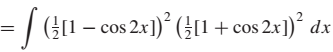 = ∫ (½[1 − cos 2x])² (½[1 + cos 2x])² dx